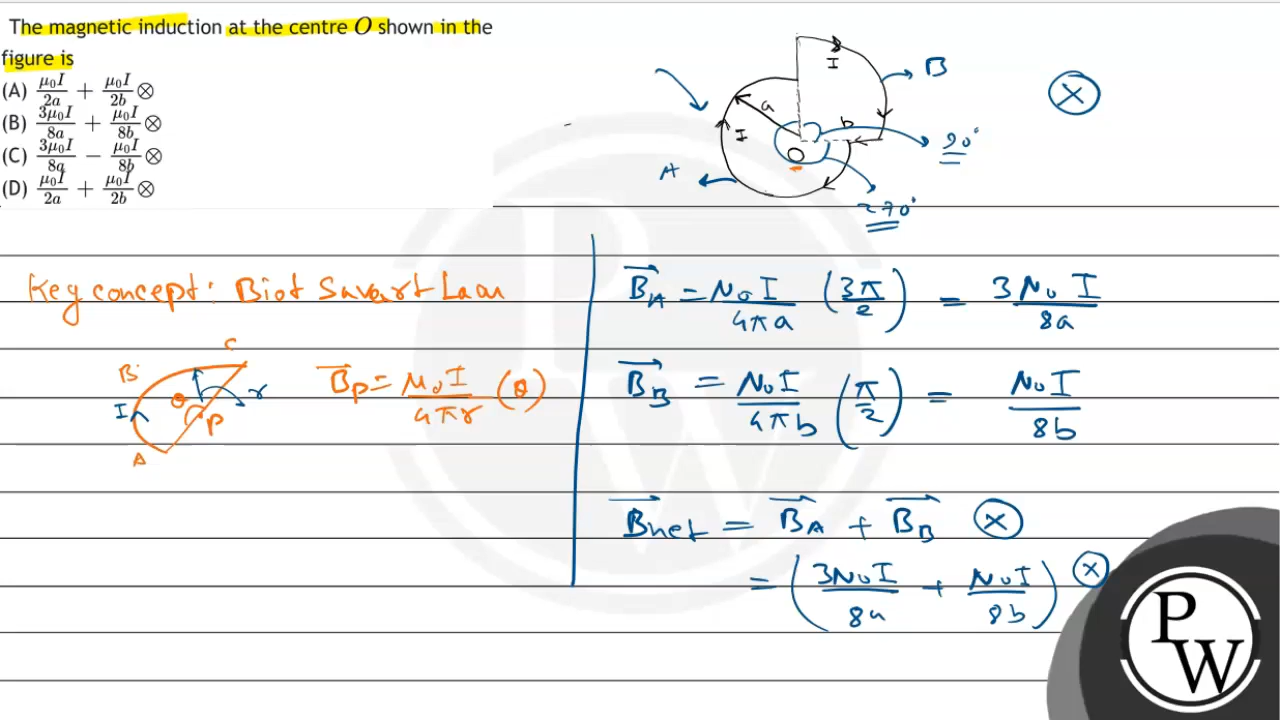 The magnetic induction at the centre O shown in the
figure is
(A) μ₀I/2a + μ₀I/2b ⊗
(B) 3μ₀I/8a + μ₀I/8b ⊗
(C) 3μ₀I/8a − μ₀I/8b ⊗
(D) μ₀I/2a + μ₀I/2b ⊗
I
B
⊗
a
I
b
90°
O
A
270°
Key concept: Biot Savart Law
C
B
I
θ
r
P
A
B⃗p = μ₀I/4πr (θ)
B⃗A = μ₀I/4πa (3π/2) = 3μ₀I/8a
B⃗B = μ₀I/4πb (π/2) = μ₀I/8b
B⃗net = B⃗A + B⃗B ⊗
= (3μ₀I/8a + μ₀I/8b) ⊗
PW
PW